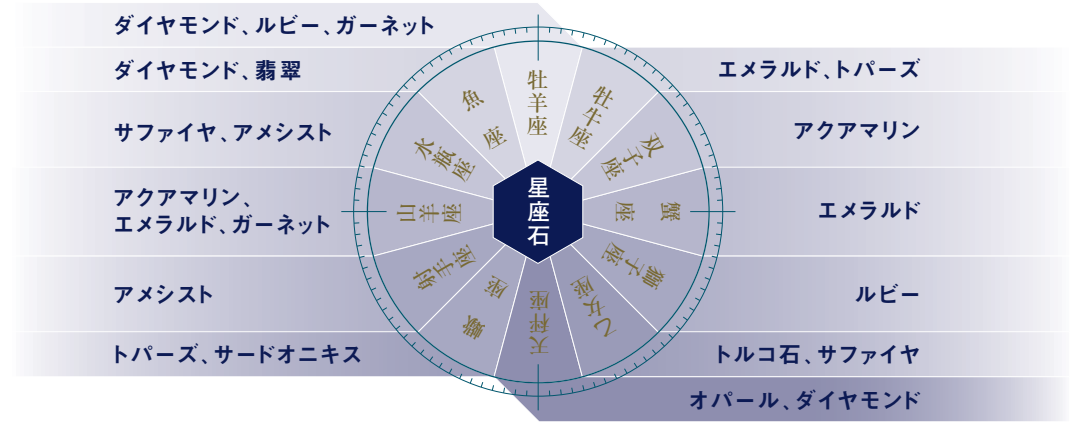 ダイヤモンド、ルビー、ガーネット
ダイヤモンド、翡翠
サファイヤ、アメシスト
アクアマリン、
エメラルド、ガーネット
アメシスト
トパーズ、サードオニキス
牡羊座
牡牛座
双子座
蟹座
獅子座
乙女座
天秤座
蠍座
射手座
山羊座
水瓶座
魚座
星座石
エメラルド、トパーズ
アクアマリン
エメラルド
ルビー
トルコ石、サファイヤ
オパール、ダイヤモンド